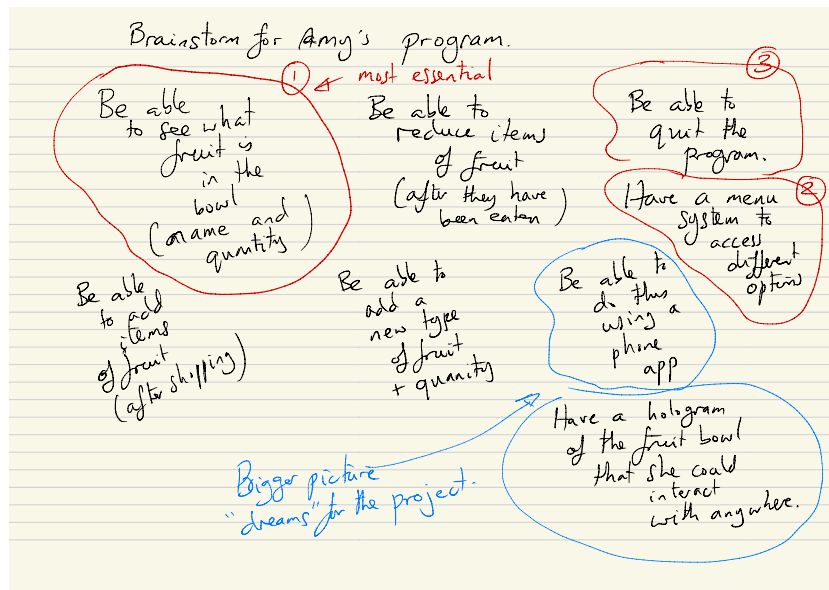 Brainstorm for Amy's program.
1
most essential
Be able
to see what
fruit is
in the
bowl
(name and
quantity)
Be able to
reduce items
of fruit
(after they have
been eaten)
3
Be able to
quit the
program.
2
Have a menu
system to
access
different
options
Be able
to add
items
of fruit
(after shopping)
Be able to
add a
new type
of fruit
+ quantity
Be able to
do this
using a
phone
app
Have a hologram
of the fruit bowl
that she could
interact
with anywhere.
Bigger picture
"dreams" for the project.